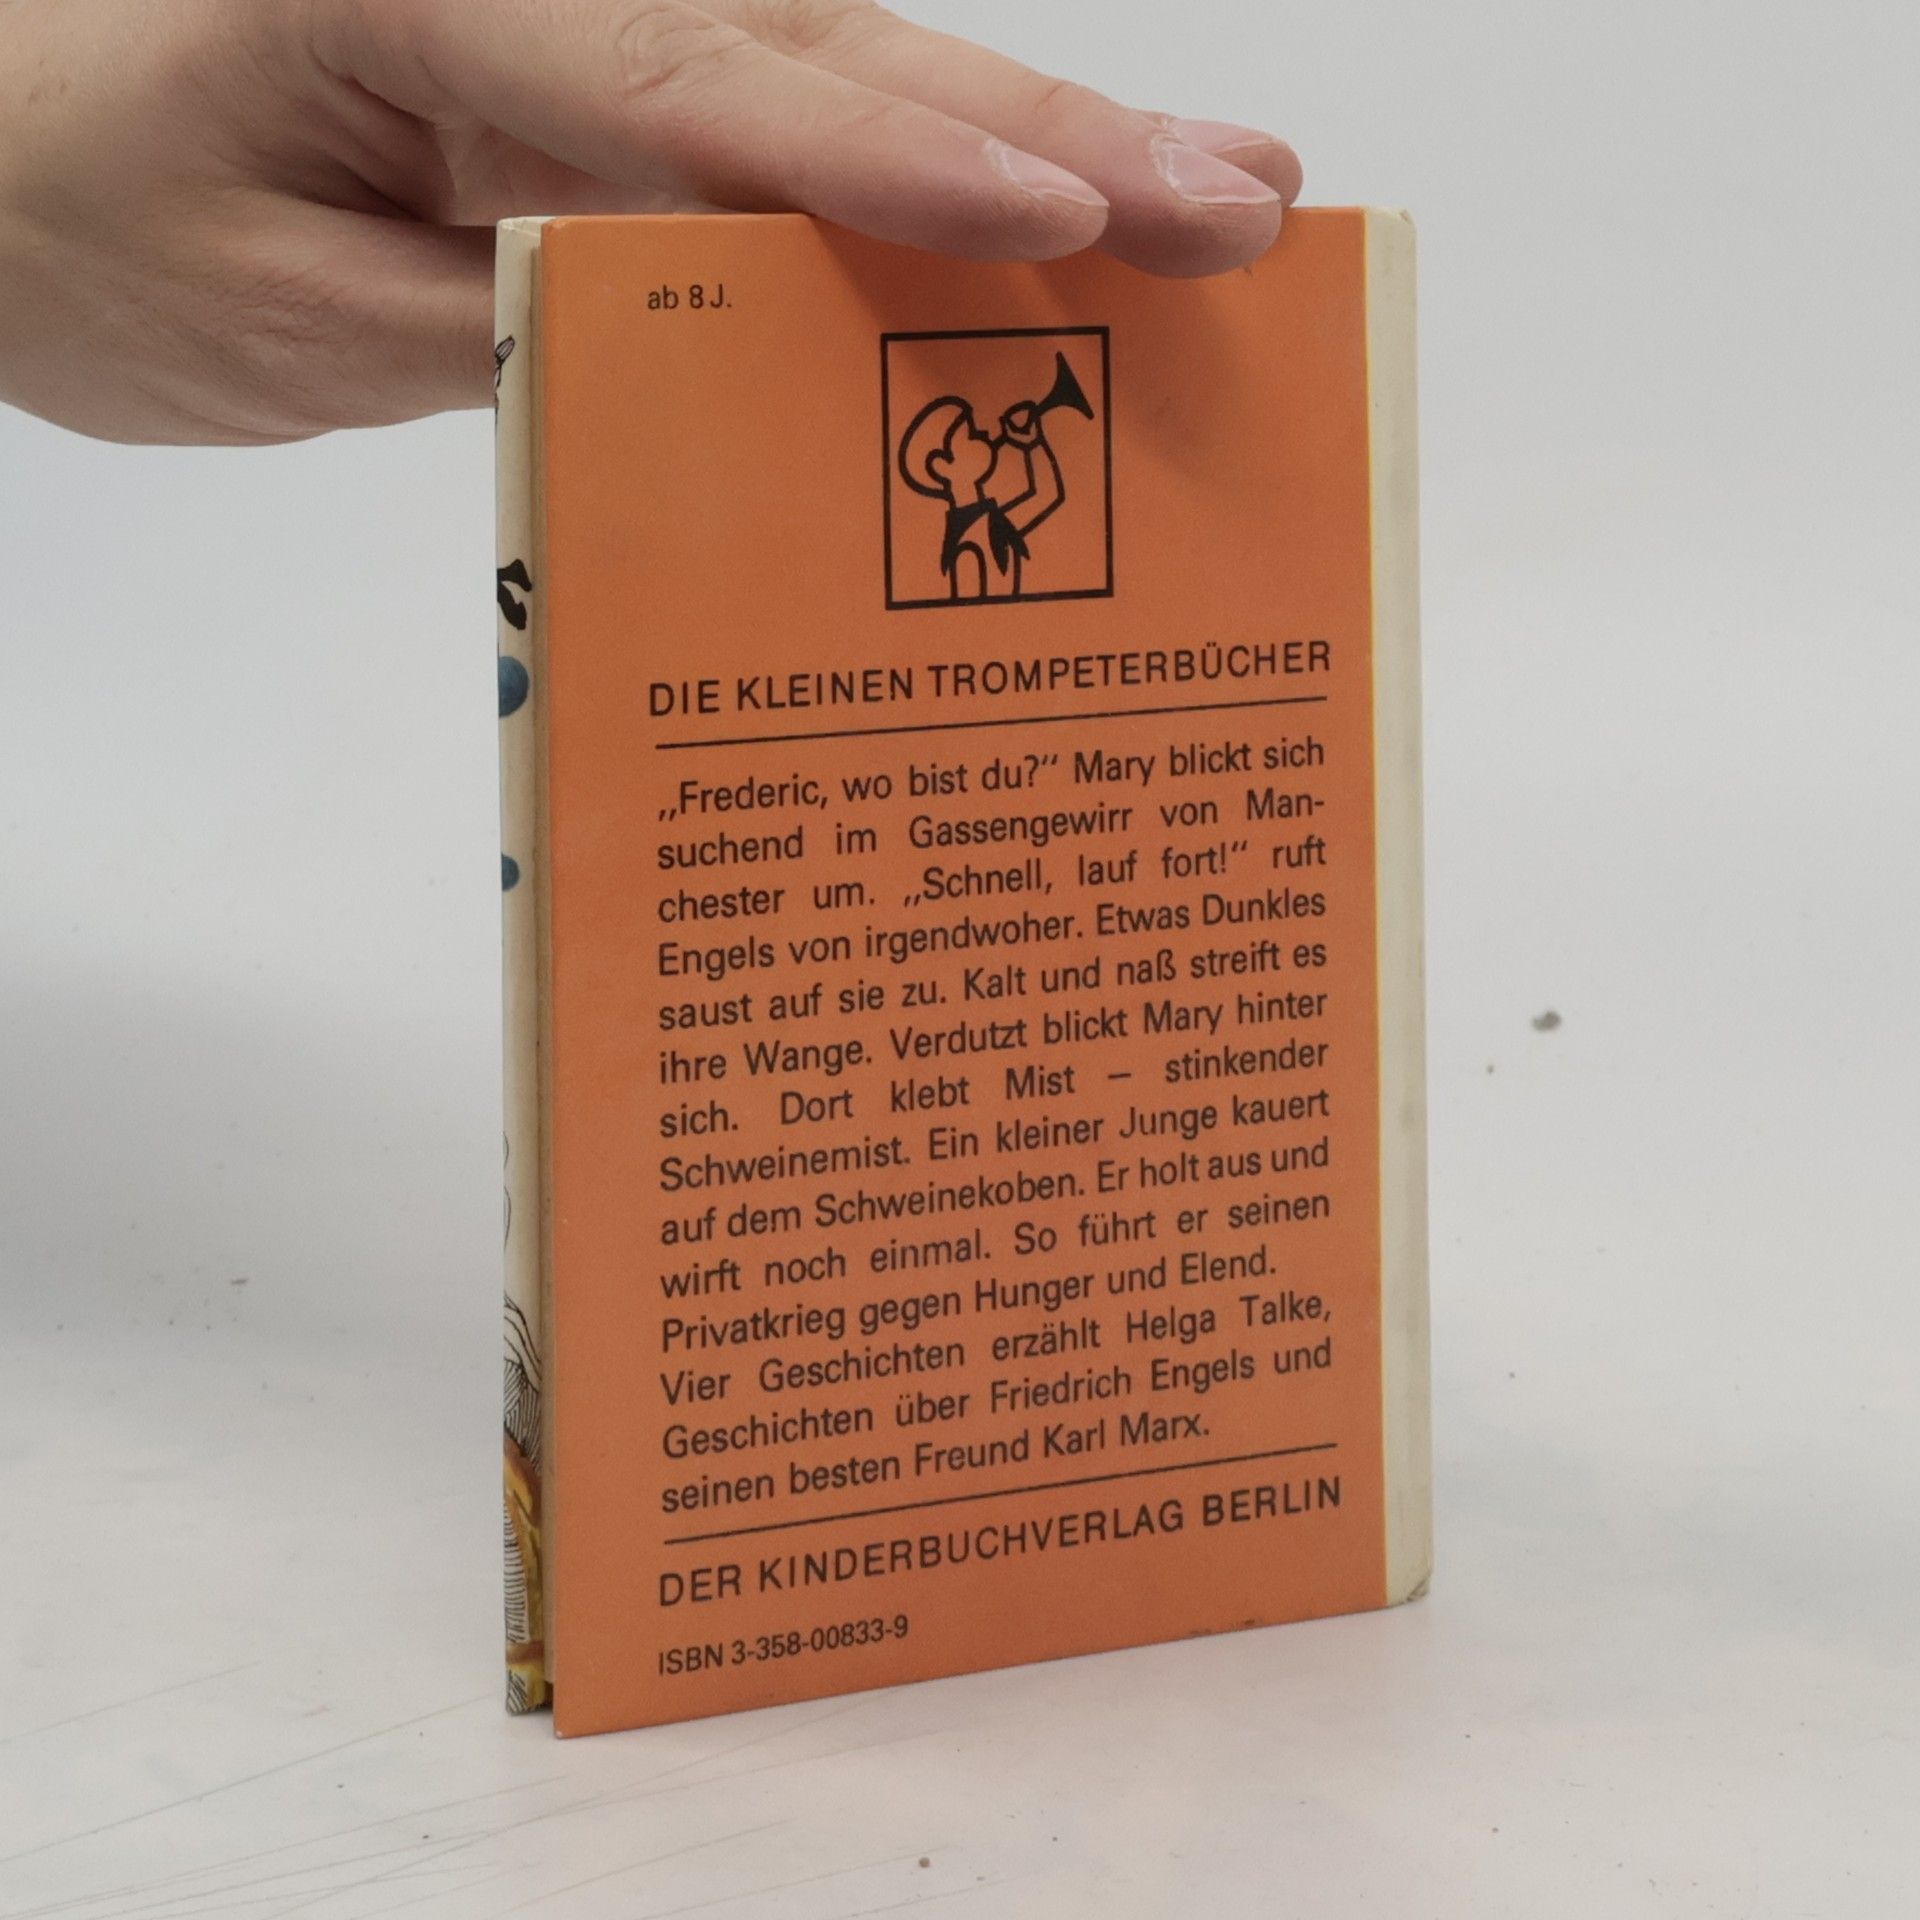 ab 8 J.
DIE KLEINEN TROMPETERBÜCHER
„Frederic, wo bist du?“ Mary blickt sich
suchend im Gassengewirr von Man-
chester um. „Schnell, lauf fort!“ ruft
Engels von irgendwoher. Etwas Dunkles
saust auf sie zu. Kalt und naß streift es
ihre Wange. Verdutzt blickt Mary hinter
sich. Dort klebt Mist – stinkender
Schweinemist. Ein kleiner Junge kauert
auf dem Schweinekoben. Er holt aus und
wirft noch einmal. So führt er seinen
Privatkrieg gegen Hunger und Elend.
Vier Geschichten erzählt Helga Talke,
Geschichten über Friedrich Engels und
seinen besten Freund Karl Marx.
DER KINDERBUCHVERLAG BERLIN
ISBN 3-358-00833-9